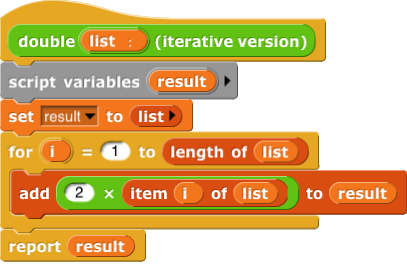 double list : (iterative version)
script variables result
set result to list
for i = 1 to length of list
add 2 × item i of list to result
report result